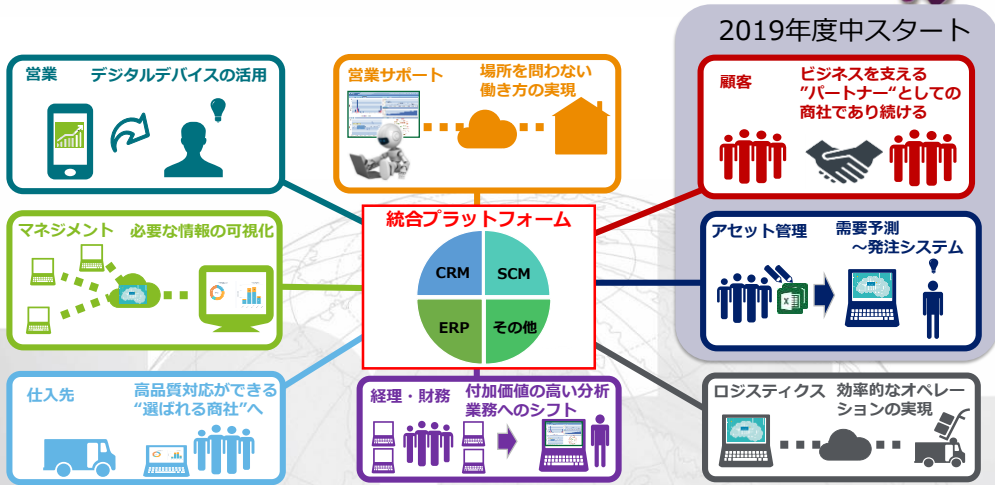 2019年度中スタート
営業 デジタルデバイスの活用
営業サポート 場所を問わない
働き方の実現
顧客 ビジネスを支える
”パートナー“としての
商社であり続ける
マネジメント 必要な情報の可視化
統合プラットフォーム
CRM SCM
ERP その他
アセット管理 需要予測
～発注システム
仕入先 高品質対応ができる
“選ばれる商社”へ
経理・財務 付加価値の高い分析
業務へのシフト
ロジスティクス 効率的なオペレー
ションの実現